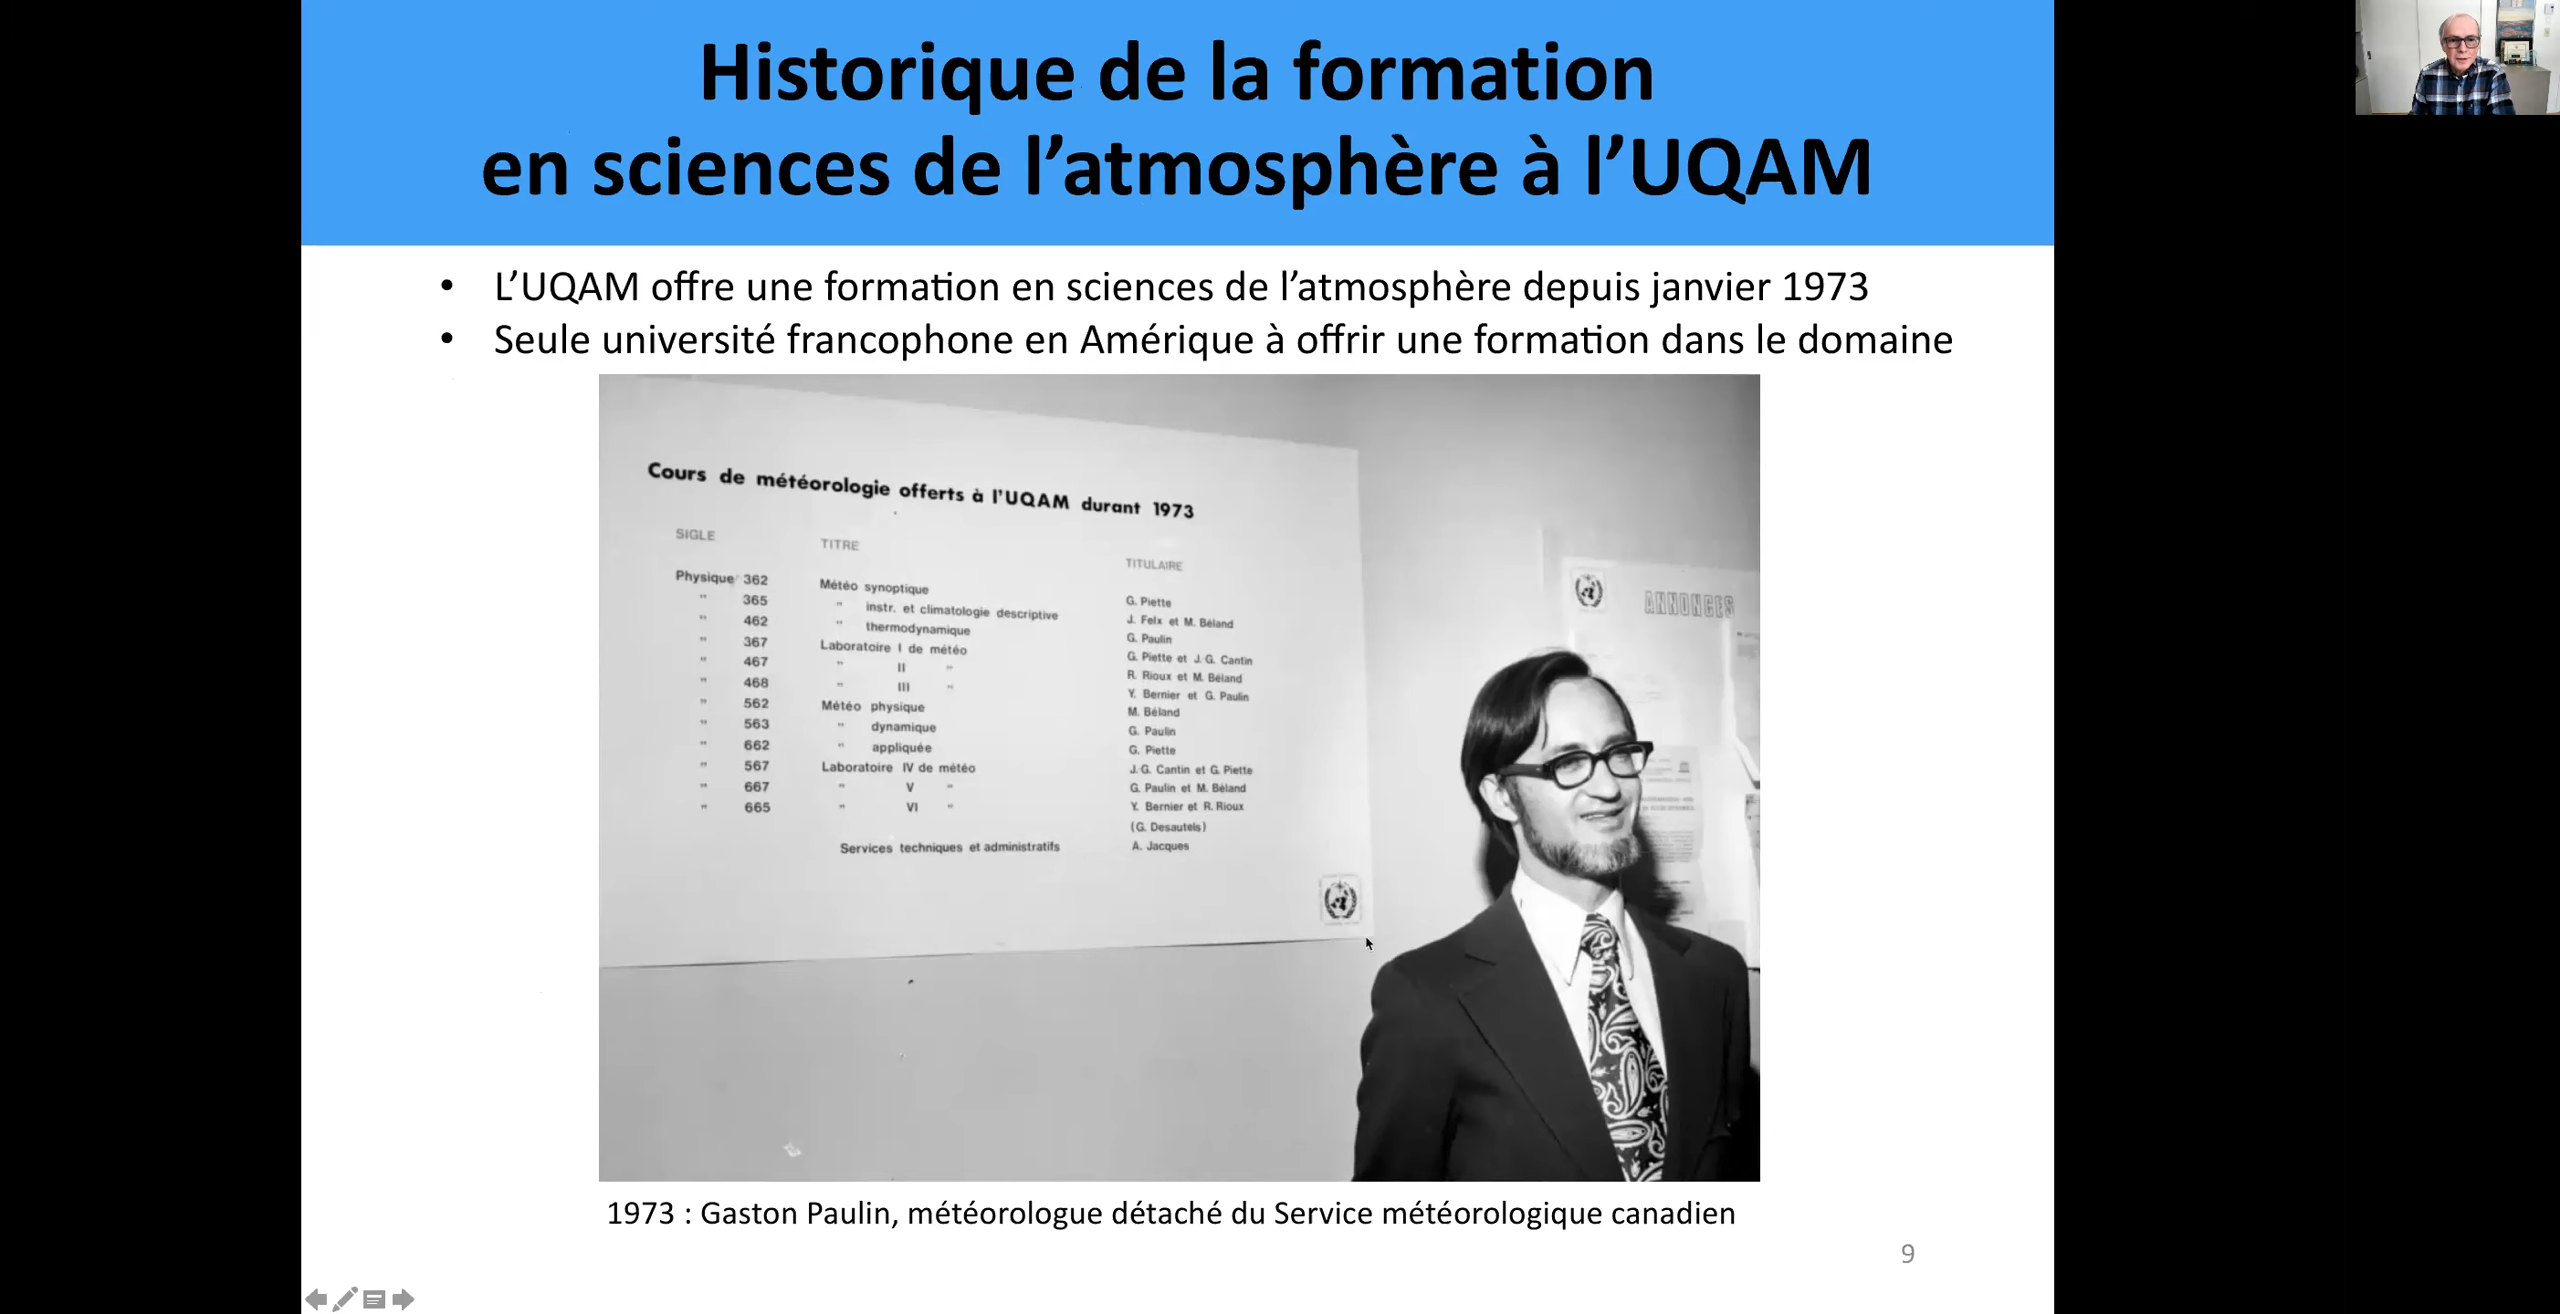 Historique de la formation
en sciences de l'atmosphère à l'UQAM
• L'UQAM offre une formation en sciences de l'atmosphère depuis janvier 1973
• Seule université francophone en Amérique à offrir une formation dans le domaine
Cours de météorologie offerts à l'UQAM durant 1973
SIGLE TITRE TITULAIRE
Physique 362 Météo synoptique G. Piette
" 365 " instr. et climatologie descriptive J. Felx et M. Béland
" 462 " thermodynamique G. Paulin
" 367 Laboratoire I de météo G. Piette et J.G. Cantin
" 467 " II " R. Rioux et M. Béland
" 468 " III " Y. Bernier et G. Paulin
" 562 Météo physique M. Béland
" 563 " dynamique G. Paulin
" 662 " appliquée G. Piette
" 567 Laboratoire IV de météo J.G. Cantin et G. Piette
" 667 " V " G. Paulin et M. Béland
" 665 " VI " Y. Bernier et R. Rioux
(G. Desautels)
Services techniques et administratifs A. Jacques
ANNONCES
1973 : Gaston Paulin, météorologue détaché du Service météorologique canadien
9